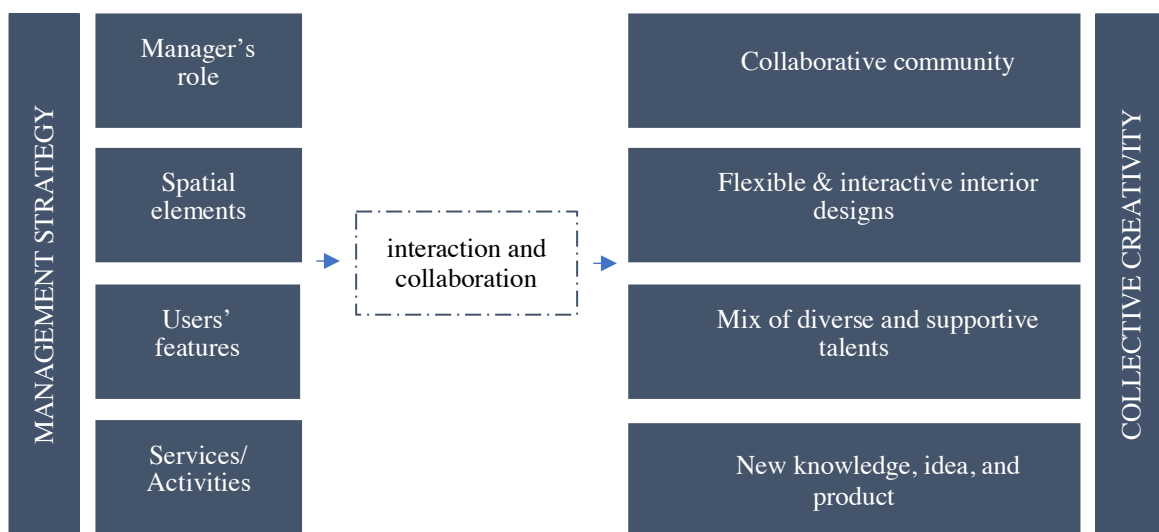 MANAGEMENT STRATEGY
Manager’s
role
Spatial
elements
Users’
features
Services/
Activities
interaction and
collaboration
Collaborative community
Flexible & interactive interior
designs
Mix of diverse and supportive
talents
New knowledge, idea, and
product
COLLECTIVE CREATIVITY